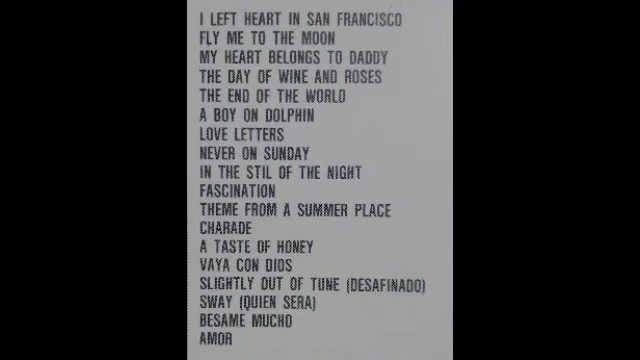 I LEFT HEART IN SAN FRANCISCO
FLY ME TO THE MOON
MY HEART BELONGS TO DADDY
THE DAY OF WINE AND ROSES
THE END OF THE WORLD
A BOY ON DOLPHIN
LOVE LETTERS
NEVER ON SUNDAY
IN THE STIL OF THE NIGHT
FASCINATION
THEME FROM A SUMMER PLACE
CHARADE
A TASTE OF HONEY
VAYA CON DIOS
SLIGHTLY OUT OF TUNE (DESAFINADO)
SWAY (QUIEN SERA)
BESAME MUCHO
AMOR